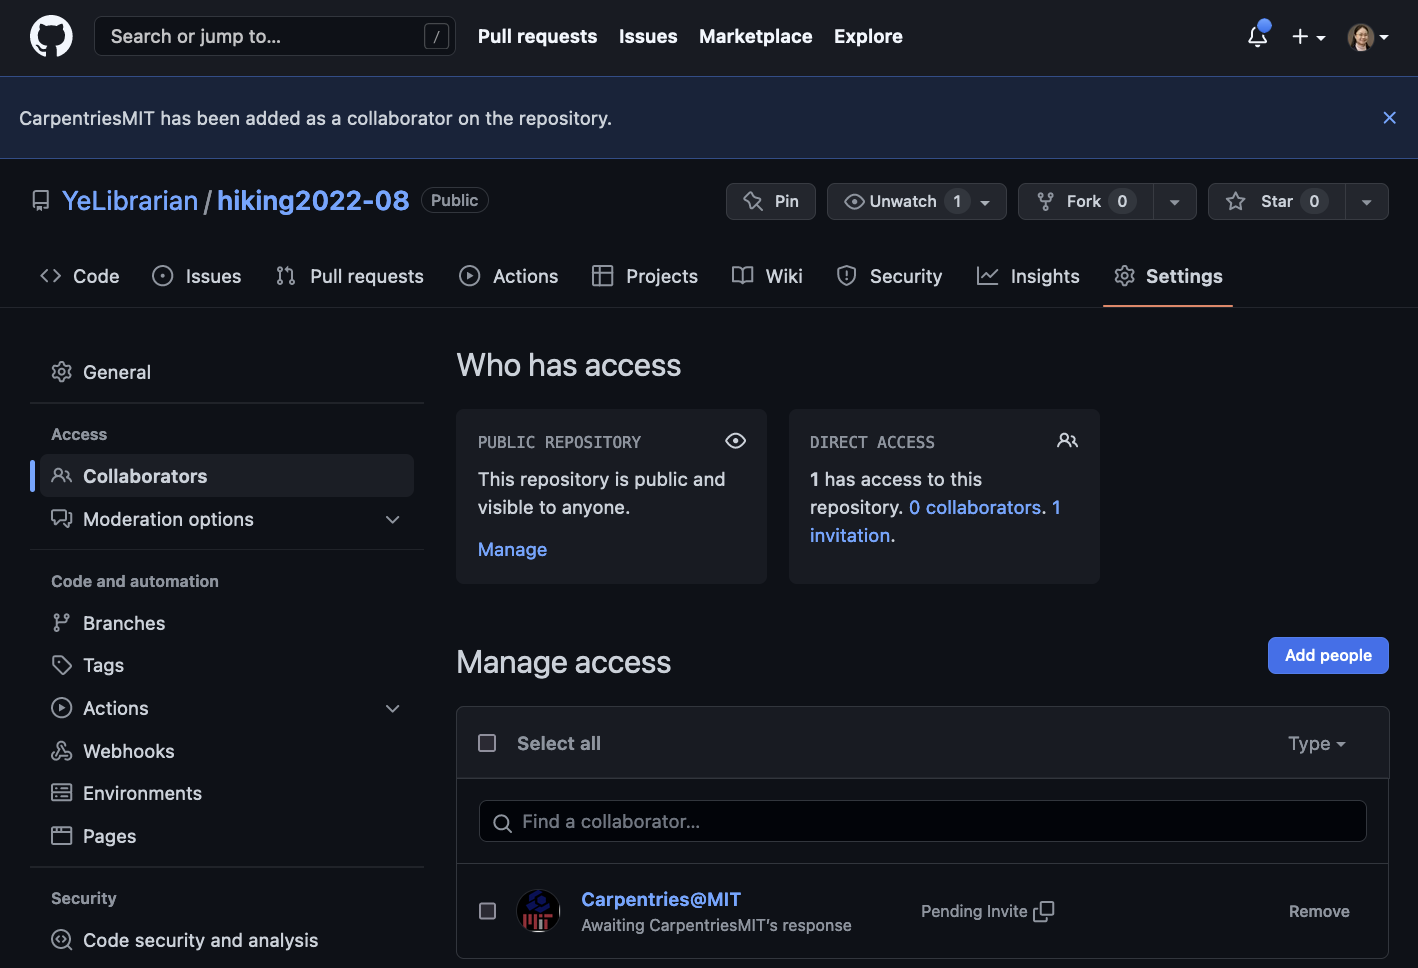 Search or jump to... /
Pull requests Issues Marketplace Explore
CarpentriesMIT has been added as a collaborator on the repository.
YeLibrarian / hiking2022-08 Public
Pin Unwatch 1 Fork 0 Star 0
Code Issues Pull requests Actions Projects Wiki Security Insights Settings
General
Access
Collaborators
Moderation options
Code and automation
Branches
Tags
Actions
Webhooks
Environments
Pages
Security
Code security and analysis
Who has access
PUBLIC REPOSITORY
This repository is public and
visible to anyone.
Manage
DIRECT ACCESS
1 has access to this
repository. 0 collaborators. 1
invitation.
Manage access
Add people
Select all
Type
Find a collaborator...
MIT
Carpentries@MIT
Awaiting CarpentriesMIT's response
Pending Invite
Remove